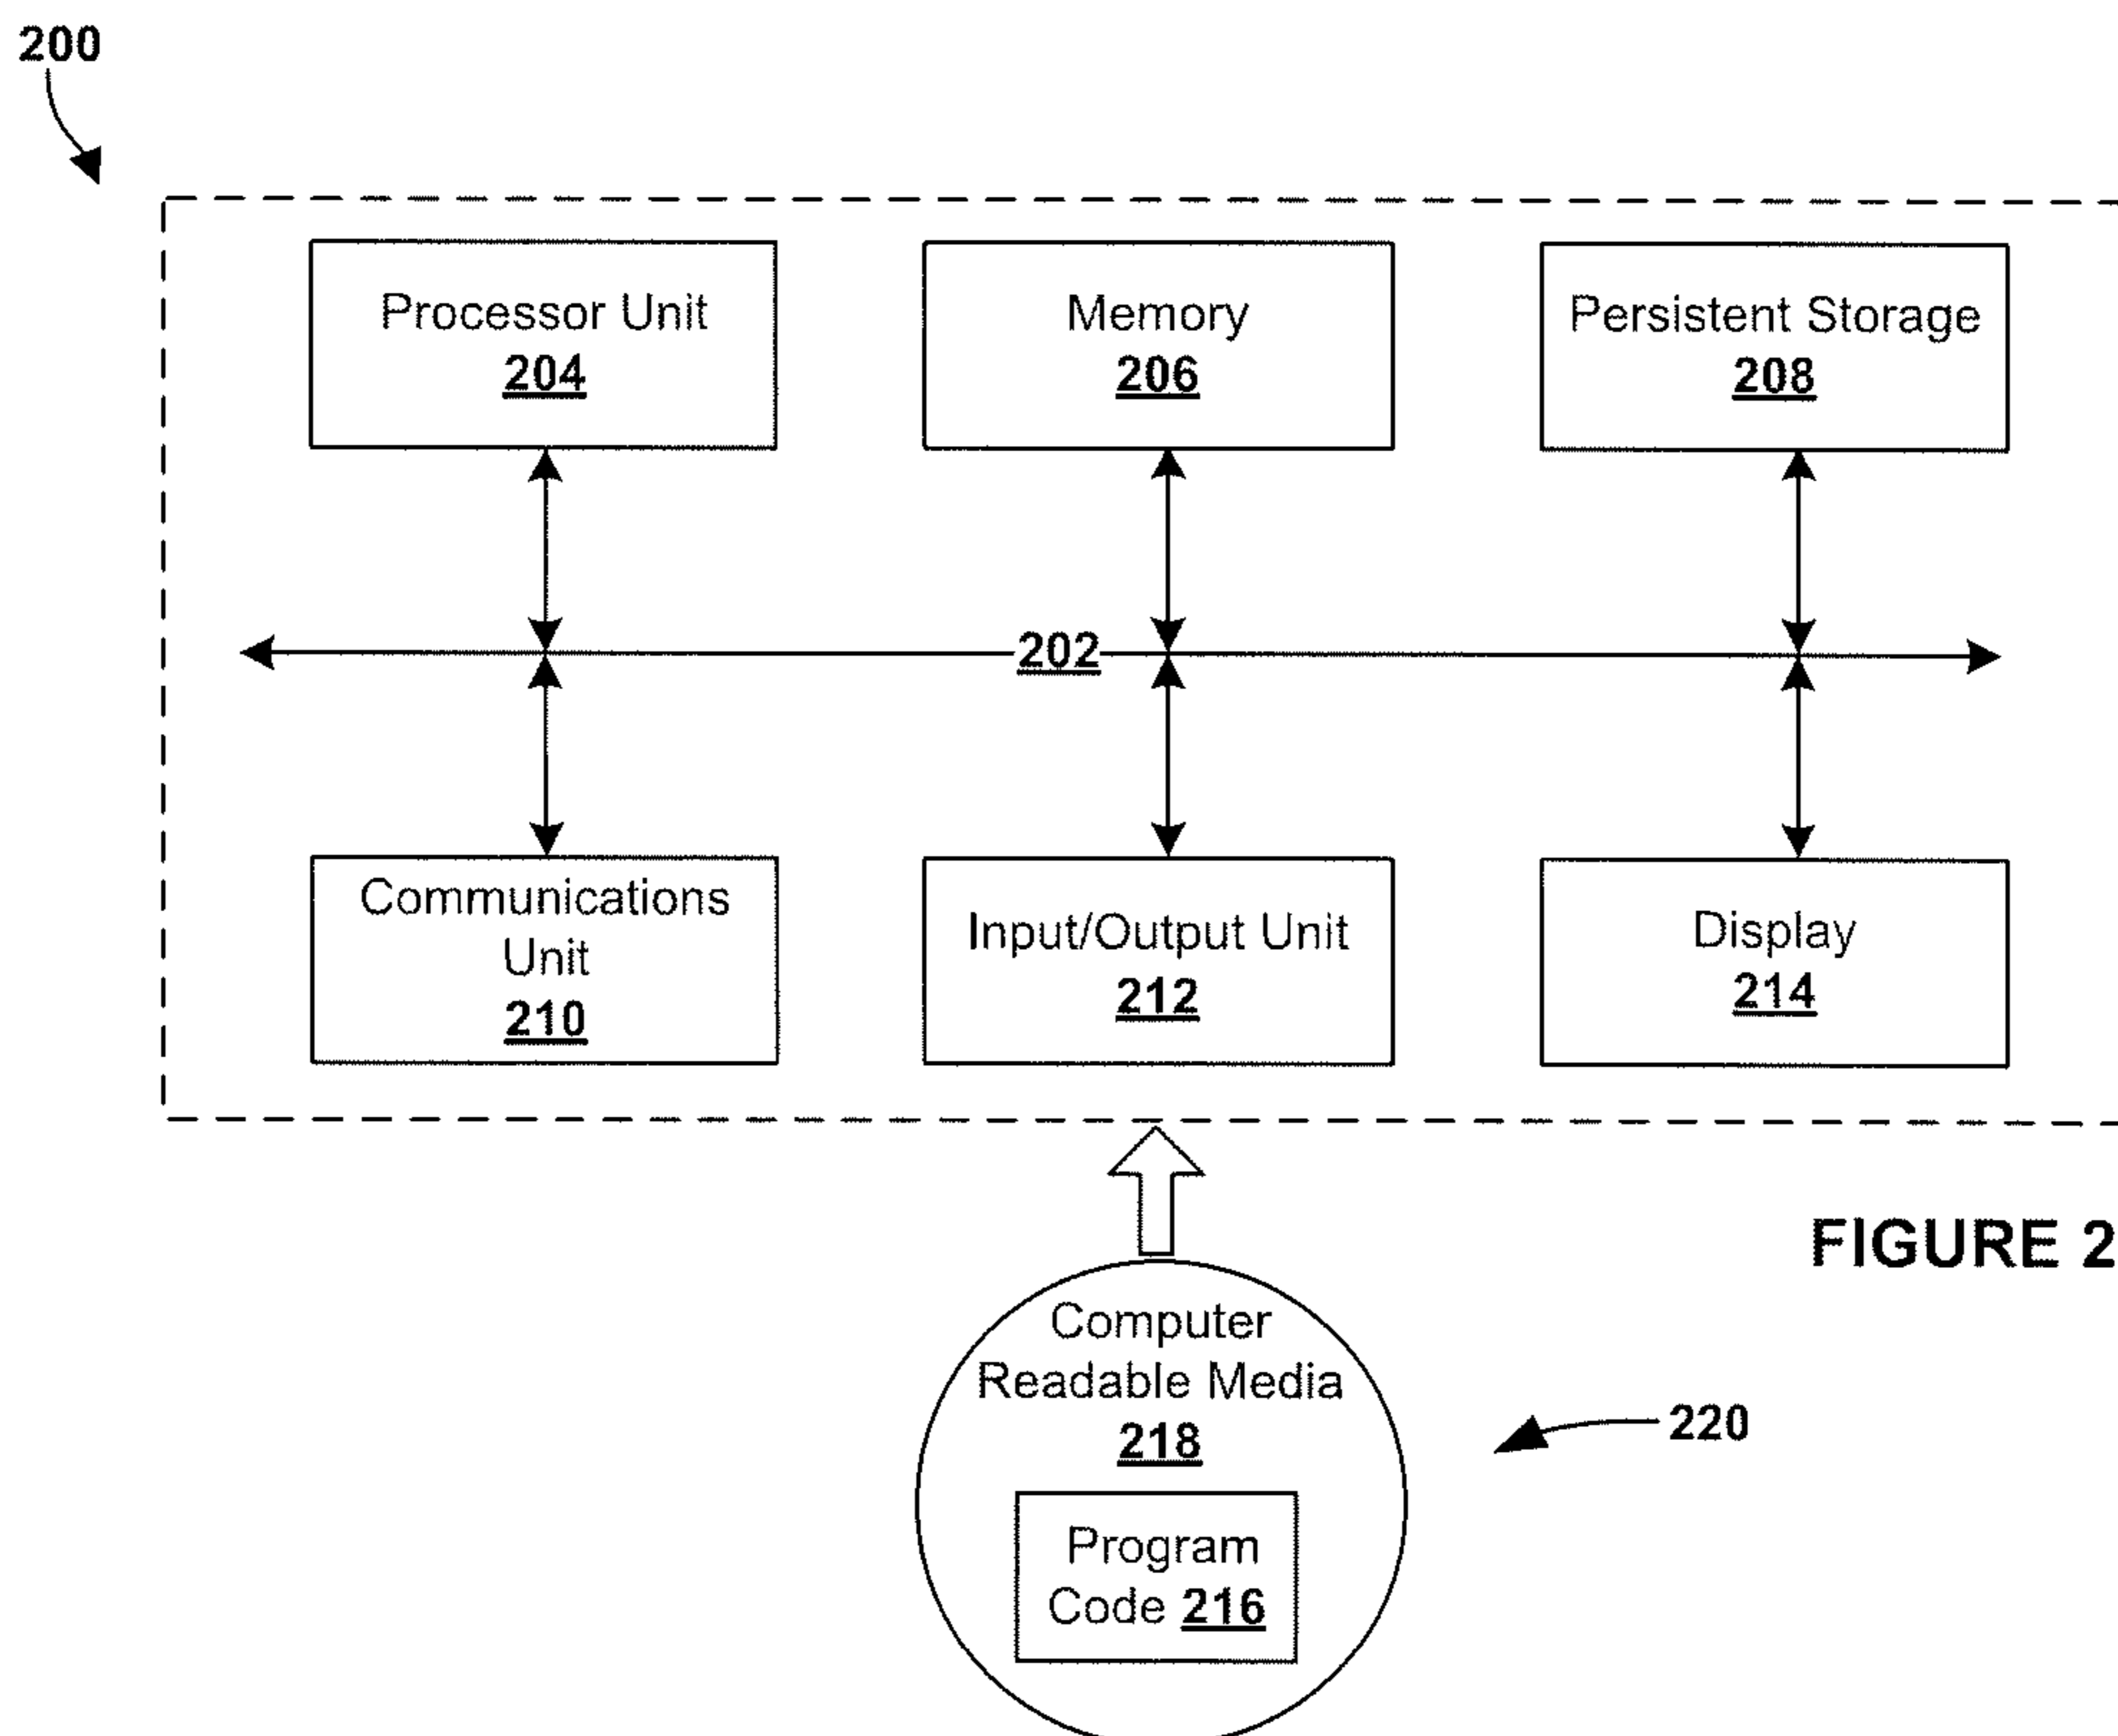 200
Processor Unit
204
Memory
206
Persistent Storage
208
202
Communications
Unit
210
Input/Output Unit
212
Display
214
FIGURE 2
Computer
Readable Media
218
220
Program
Code 216